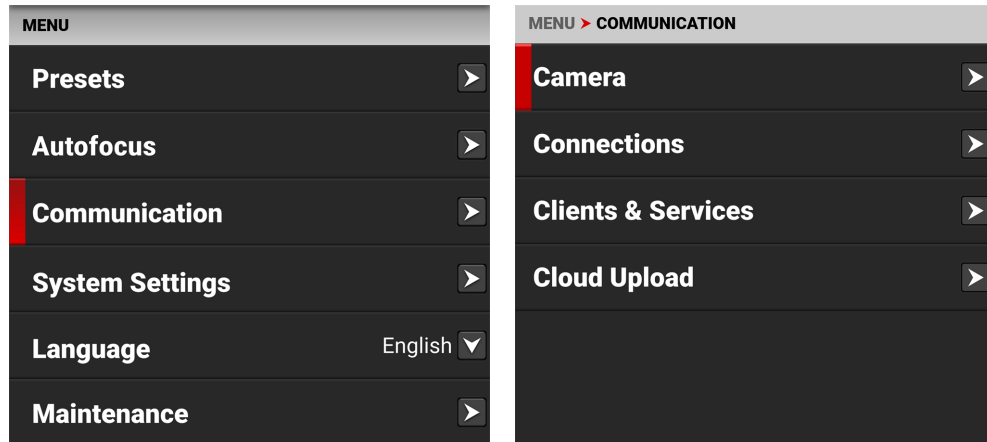 MENU
Presets
Autofocus
Communication
System Settings
Language English
Maintenance
MENU > COMMUNICATION
Camera
Connections
Clients & Services
Cloud Upload